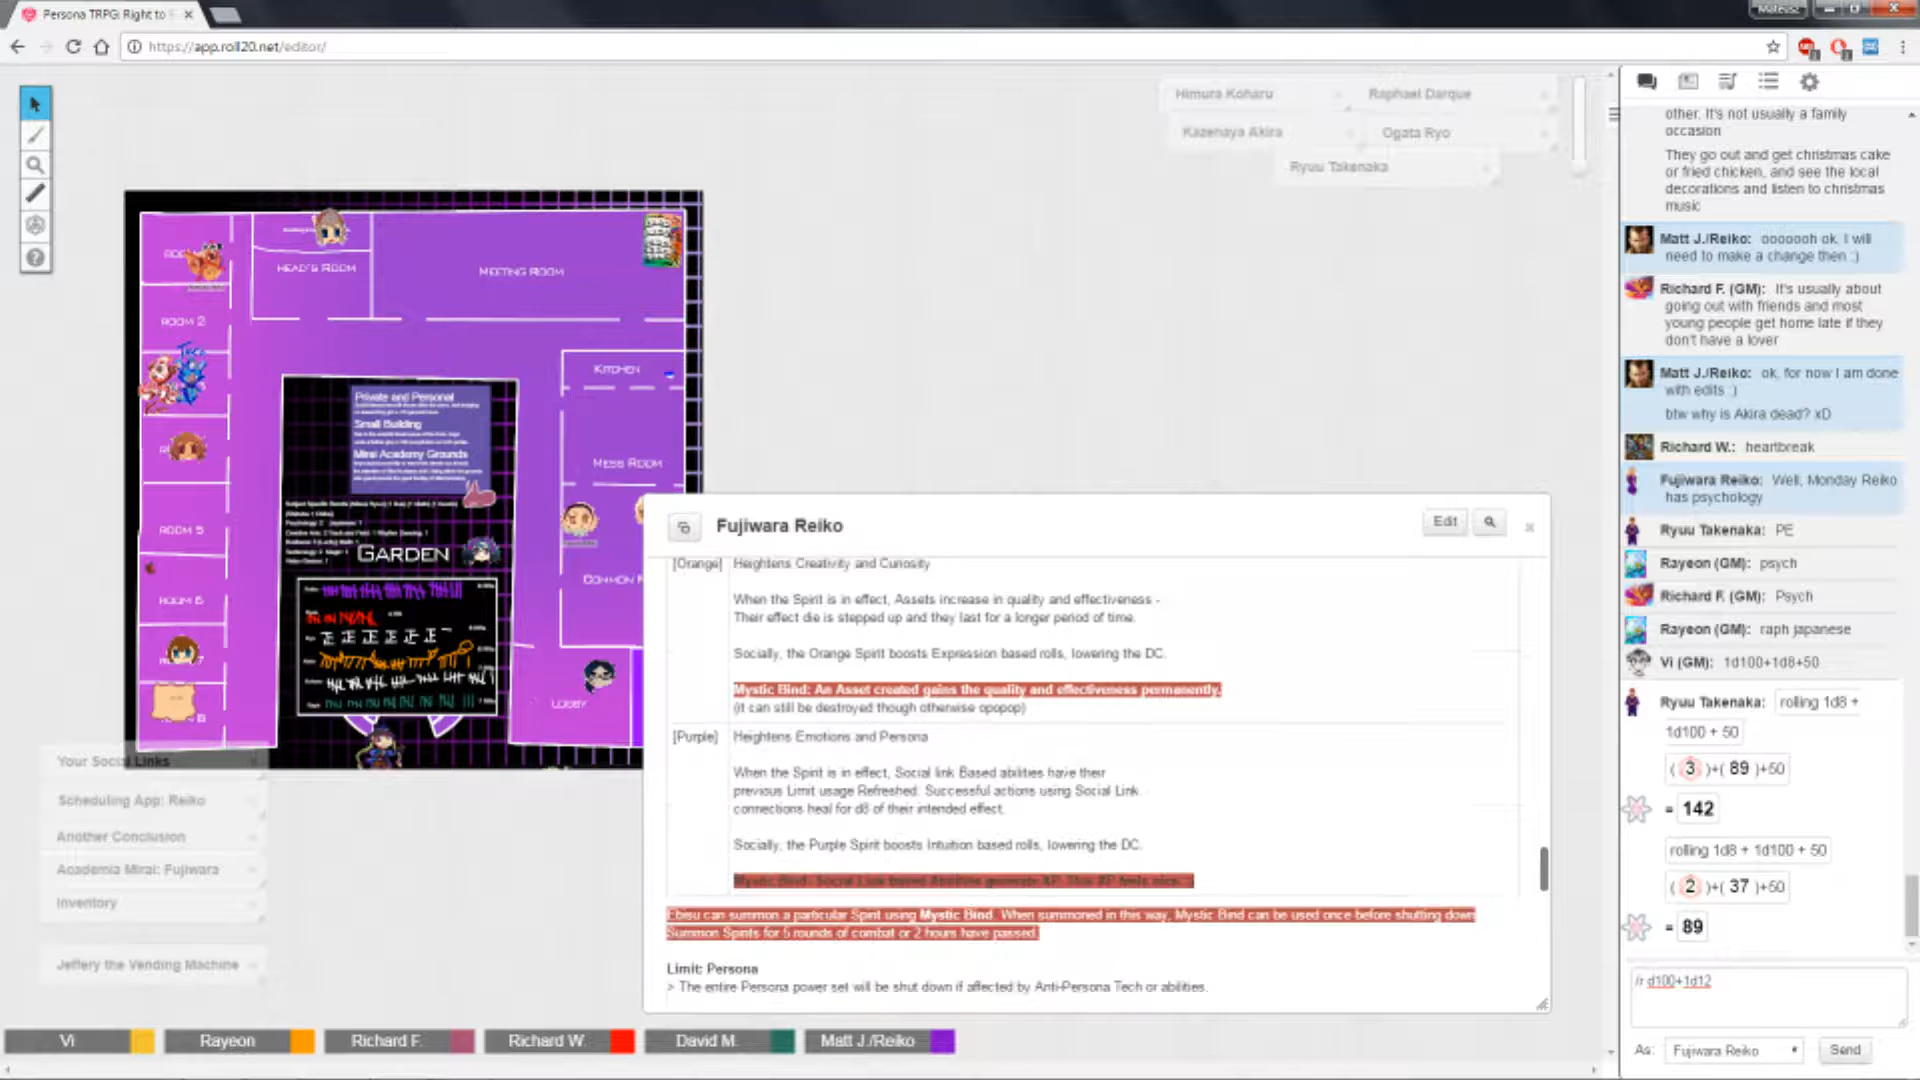 Persona TRPG: Right to
Mateusz
https://app.roll20.net/editor/
Himura Koharu
Raphael Darque
Kazehaya Akira
Ogata Ryo
Ryuu Takenaka
HEAD'S ROOM
MEETING ROOM
ROOM 2
KITCHEN
Private and Personal
Small Building
Mirai Academy Grounds
MESS ROOM
ROOM 5
GARDEN
ROOM 6
LOBBY
Your Social Links
Scheduling App: Reiko
Another Conclusion
Academia Mirai: Fujiwara
Inventory
Jeffery the Vending Machine
Fujiwara Reiko
Edit
[Orange] Heightens Creativity and Curiosity
When the Spirit is in effect, Assets increase in quality and effectiveness -
Their effect die is stepped up and they last for a longer period of time.
Socially, the Orange Spirit boosts Expression based rolls, lowering the DC.
Mystic Bind: An Asset created gains the quality and effectiveness permanently.
(it can still be destroyed though otherwise opopop)
[Purple] Heightens Emotions and Persona
When the Spirit is in effect, Social link Based abilities have their
previous Limit usage Refreshed. Successful actions using Social Link
connections heal for d8 of their intended effect.
Socially, the Purple Spirit boosts Intuition based rolls, lowering the DC.
Mystic Bind: Social Link based Abilities generate XP. This XP feels nice. :)
Ebisu can summon a particular Spirit using Mystic Bind. When summoned in this way, Mystic Bind can be used once before shutting down
Summon Spirits for 5 rounds of combat or 2 hours have passed.
Limit: Persona
> The entire Persona power set will be shut down if affected by Anti-Persona Tech or abilities.
Vi
Rayeon
Richard F.
Richard W.
David M.
Matt J./Reiko
other. It's not usually a family
occasion
They go out and get christmas cake
or fried chicken, and see the local
decorations and listen to christmas
music
Matt J./Reiko: ooooooh ok, I will
need to make a change then :)
Richard F. (GM): It's usually about
going out with friends and most
young people get home late if they
don't have a lover
Matt J./Reiko: ok, for now I am done
with edits :)
btw why is Akira dead? xD
Richard W.: heartbreak
Fujiwara Reiko: Well, Monday Reiko
has psychology
Ryuu Takenaka: PE
Rayeon (GM): psych
Richard F. (GM): Psych
Rayeon (GM): raph japanese
Vi (GM): 1d100+1d8+50
Ryuu Takenaka: rolling 1d8 +
1d100 + 50
(3)+(89)+50
= 142
rolling 1d8 + 1d100 + 50
(2)+(37)+50
= 89
/r d100+1d12
As: Fujiwara Reiko
Send